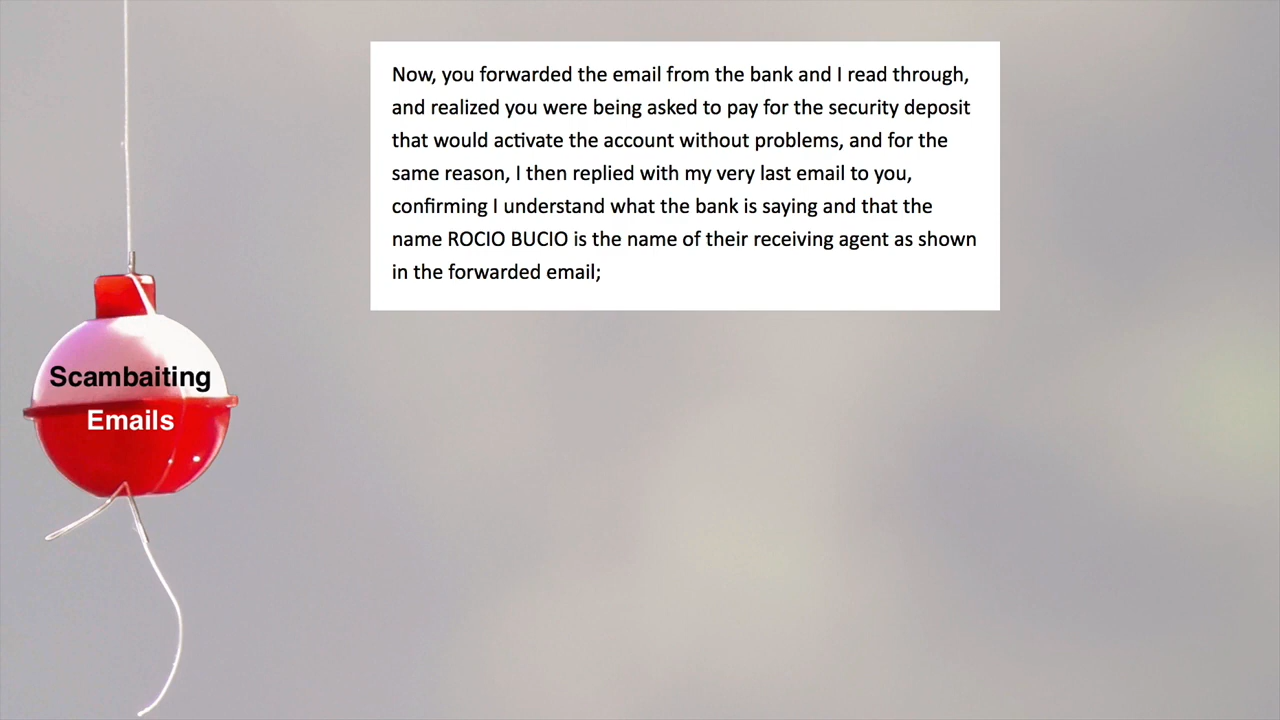 Now, you forwarded the email from the bank and I read through,
and realized you were being asked to pay for the security deposit
that would activate the account without problems, and for the
same reason, I then replied with my very last email to you,
confirming I understand what the bank is saying and that the
name ROCIO BUCIO is the name of their receiving agent as shown
in the forwarded email;
Scambaiting
Emails